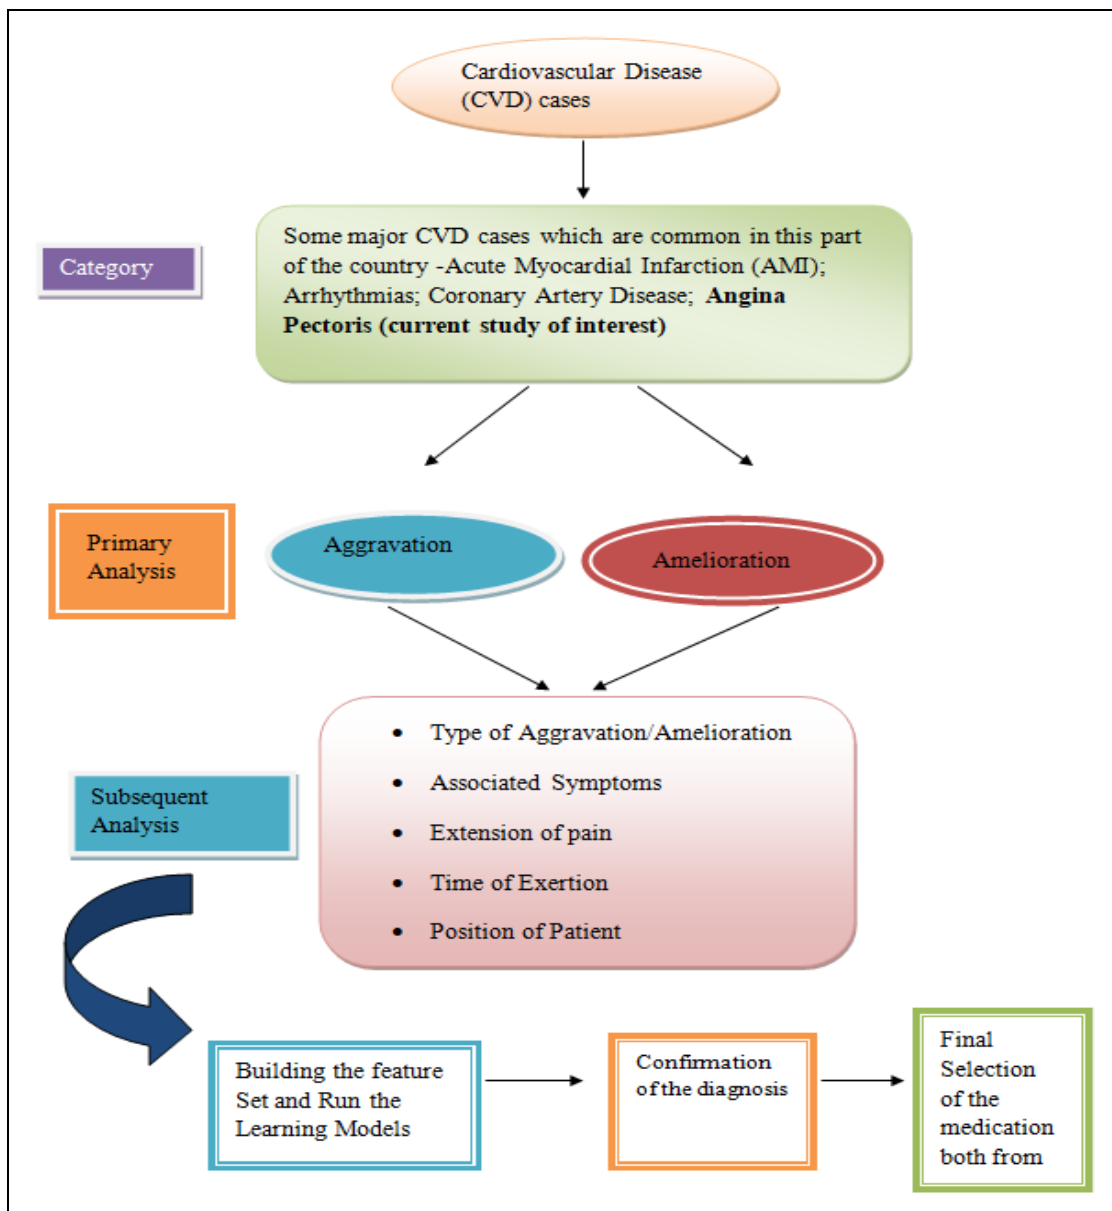 Cardiovascular Disease
(CVD) cases
Category
Some major CVD cases which are common in this part
of the country -Acute Myocardial Infarction (AMI);
Arrhythmias; Coronary Artery Disease; Angina
Pectoris (current study of interest)
Primary
Analysis
Aggravation
Amelioration
Subsequent
Analysis
• Type of Aggravation/Amelioration
• Associated Symptoms
• Extension of pain
• Time of Exertion
• Position of Patient
Building the feature
Set and Run the
Learning Models
Confirmation
of the diagnosis
Final
Selection
of the
medication
both from